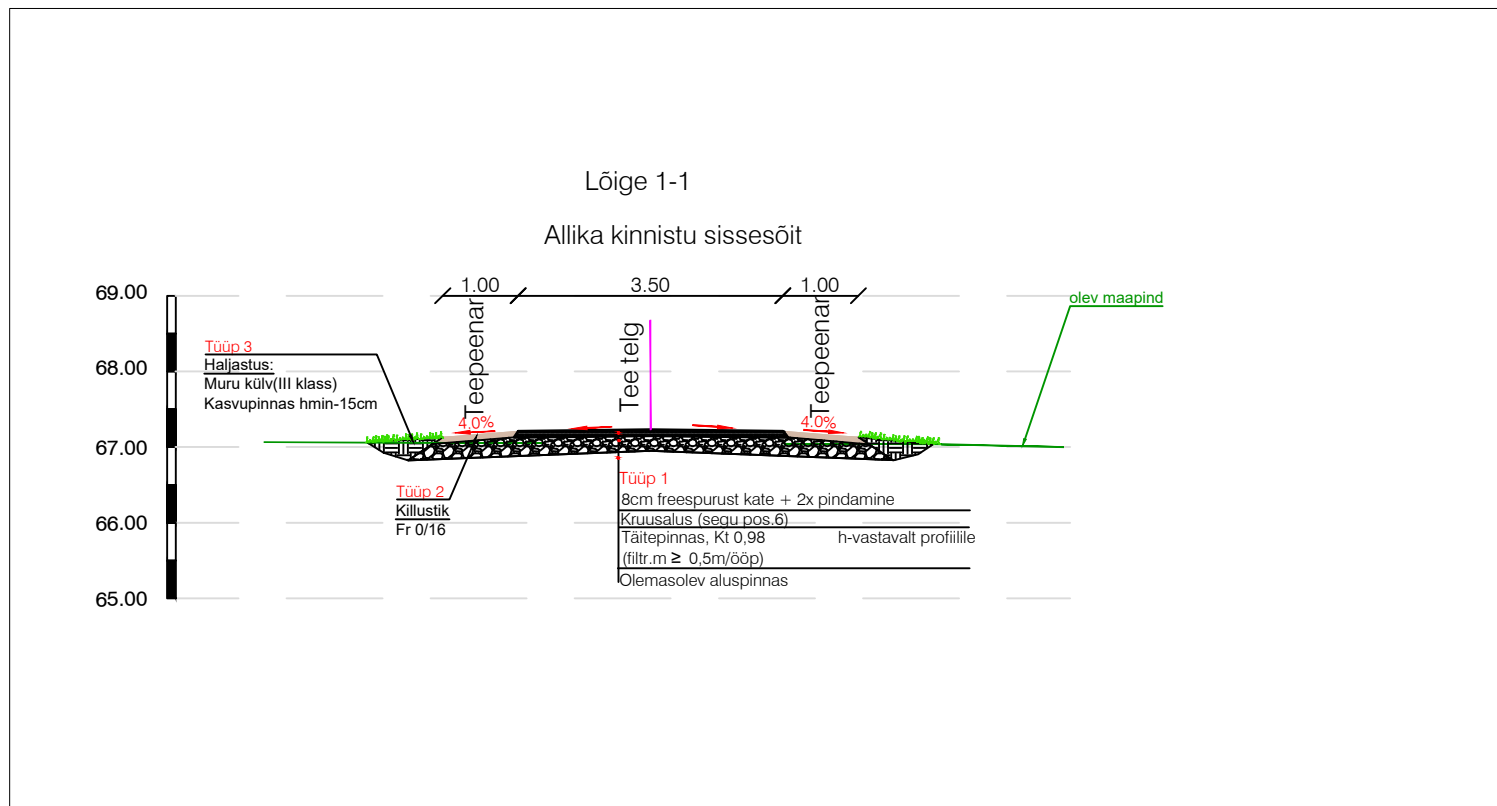 Lõige 1-1
Allika kinnistu sissesõit
1.00
3.50
1.00
69.00
68.00
67.00
66.00
65.00
Teepeenar
Tee telg
Teepeenar
olev maapind
Tüüp 3
Haljastus:
Muru külv(III klass)
Kasvupinnas hmin-15cm
4.0%
4.0%
Tüüp 2
Killustik
Fr 0/16
Tüüp 1
8cm freespurust kate + 2x pindamine
Kruusalus (segu pos.6)
Täitepinnas, Kt 0,98 h-vastavalt profiilile
(filtr.m ≥ 0,5m/ööp)
Olemasolev aluspinnas